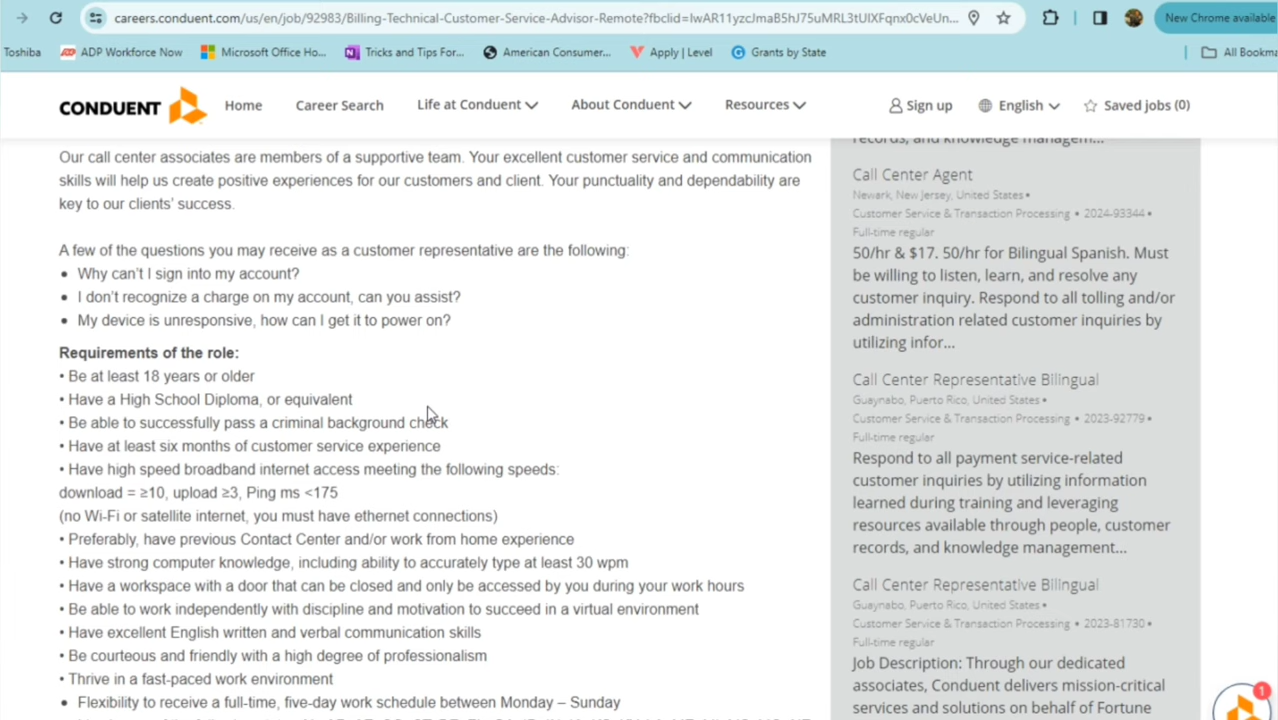 careers.conduent.com/us/en/job/92983/Billing-Technical-Customer-Service-Advisor-Remote?fbclid=IwAR11yzcJmaB5hJ75uMRL3tUIXFqnx0cVeUn...
New Chrome available
Toshiba
ADP Workforce Now
Microsoft Office Ho...
Tricks and Tips For...
American Consumer...
Apply | Level
Grants by State
All Bookma
CONDUENT
Home
Career Search
Life at Conduent
About Conduent
Resources
Sign up
English
Saved jobs (0)
Our call center associates are members of a supportive team. Your excellent customer service and communication
skills will help us create positive experiences for our customers and client. Your punctuality and dependability are
key to our clients' success.
A few of the questions you may receive as a customer representative are the following:
• Why can't I sign into my account?
• I don't recognize a charge on my account, can you assist?
• My device is unresponsive, how can I get it to power on?
Requirements of the role:
• Be at least 18 years or older
• Have a High School Diploma, or equivalent
• Be able to successfully pass a criminal background check
• Have at least six months of customer service experience
• Have high speed broadband internet access meeting the following speeds:
download = ≥10, upload ≥3, Ping ms <175
(no Wi-Fi or satellite internet, you must have ethernet connections)
• Preferably, have previous Contact Center and/or work from home experience
• Have strong computer knowledge, including ability to accurately type at least 30 wpm
• Have a workspace with a door that can be closed and only be accessed by you during your work hours
• Be able to work independently with discipline and motivation to succeed in a virtual environment
• Have excellent English written and verbal communication skills
• Be courteous and friendly with a high degree of professionalism
• Thrive in a fast-paced work environment
• Flexibility to receive a full-time, five-day work schedule between Monday – Sunday
records, and knowledge managem...
Call Center Agent
Newark, New Jersey, United States •
Customer Service & Transaction Processing • 2024-93344 •
Full-time regular
50/hr & $17. 50/hr for Bilingual Spanish. Must
be willing to listen, learn, and resolve any
customer inquiry. Respond to all tolling and/or
administration related customer inquiries by
utilizing infor...
Call Center Representative Bilingual
Guaynabo, Puerto Rico, United States •
Customer Service & Transaction Processing • 2023-92779 •
Full-time regular
Respond to all payment service-related
customer inquiries by utilizing information
learned during training and leveraging
resources available through people, customer
records, and knowledge management...
Call Center Representative Bilingual
Guaynabo, Puerto Rico, United States •
Customer Service & Transaction Processing • 2023-81730 •
Full-time regular
Job Description: Through our dedicated
associates, Conduent delivers mission-critical
services and solutions on behalf of Fortune
1